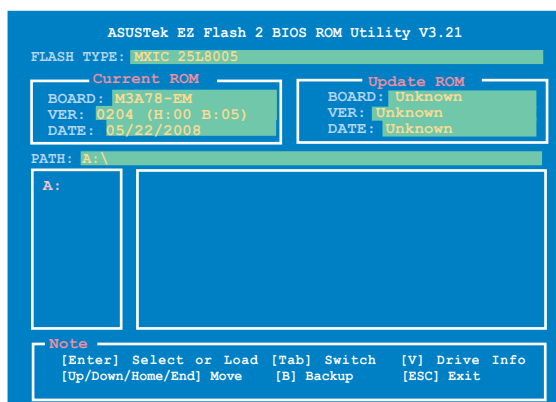 ASUSTek EZ Flash 2 BIOS ROM Utility V3.21
FLASH TYPE: MXIC 25L8005
Current ROM
BOARD: M3A78-EM
VER: 0204 (H:00 B:05)
DATE: 05/22/2008
Update ROM
BOARD: Unknown
VER: Unknown
DATE: Unknown
PATH: A:\
A:
Note
[Enter] Select or Load [Tab] Switch [V] Drive Info
[Up/Down/Home/End] Move [B] Backup [ESC] Exit